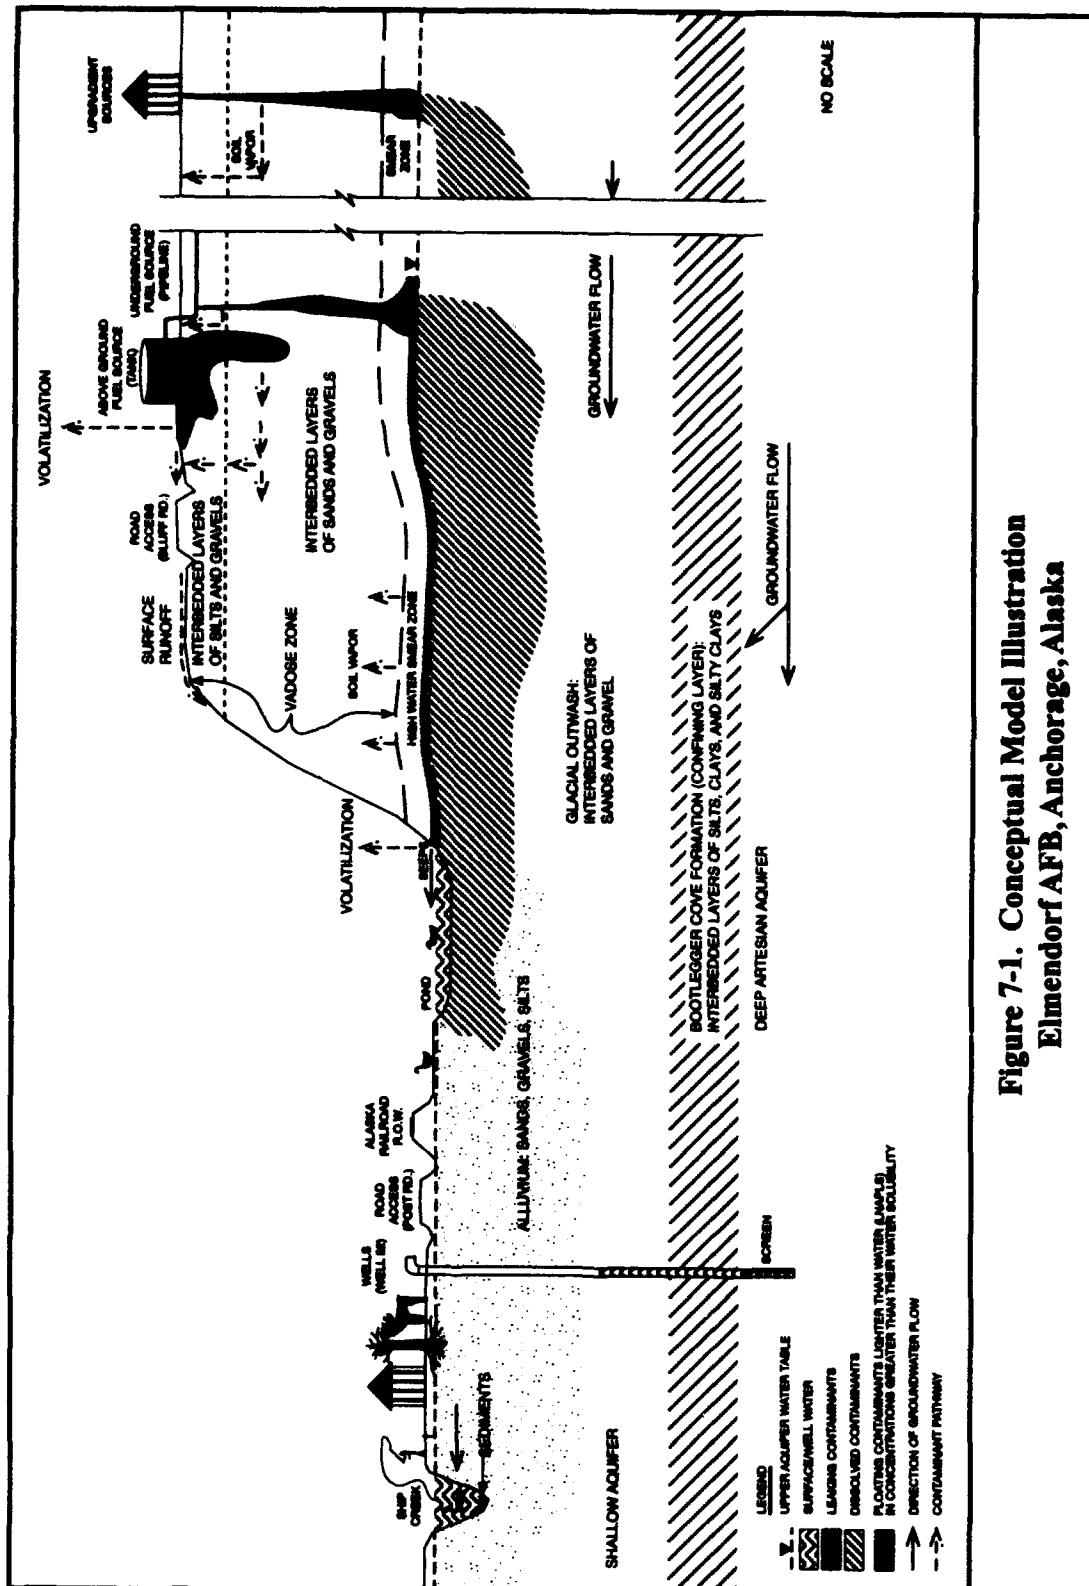 UPGRADIENT
SOURCES
SOIL
VAPOR
SMEAR
ZONE
NO SCALE
VOLATILIZATION
ABOVE GROUND
FUEL SOURCE
(TANK)
UNDERGROUND
FUEL SOURCE
(PIPELINE)
ROAD
ACCESS
(BLUFF RD.)
SURFACE
RUNOFF
INTERBEDDED LAYERS
OF SILTS AND GRAVELS
INTERBEDDED LAYERS
OF SANDS AND GRAVELS
VADOSE ZONE
SOIL VAPOR
HIGH WATER SMEAR ZONE
GROUNDWATER FLOW
GROUNDWATER FLOW
VOLATILIZATION
SEEP
POND
GLACIAL OUTWASH:
INTERBEDDED LAYERS OF
SANDS AND GRAVEL
BOOTLEGGER COVE FORMATION (CONFINING LAYER):
INTERBEDDED LAYERS OF SILTS, CLAYS, AND SILTY CLAYS
DEEP ARTESIAN AQUIFER
ALASKA
RAILROAD
R.O.W.
ROAD
ACCESS
(POST RD.)
WELLS
(WELL 52)
ALLUVIUM: SANDS, GRAVELS, SILTS
SCREEN
SHIP
CREEK
SEDIMENTS
SHALLOW AQUIFER
LEGEND
UPPER AQUIFER WATER TABLE
SURFACE/WELL WATER
LEAKING CONTAMINANTS
DISSOLVED CONTAMINANTS
FLOATING CONTAMINANTS LIGHTER THAN WATER (LNAPLS)
IN CONCENTRATIONS GREATER THAN THEIR WATER SOLUBILITY
DIRECTION OF GROUNDWATER FLOW
CONTAMINANT PATHWAY
Figure 7-1. Conceptual Model Illustration
Elmendorf AFB, Anchorage, Alaska